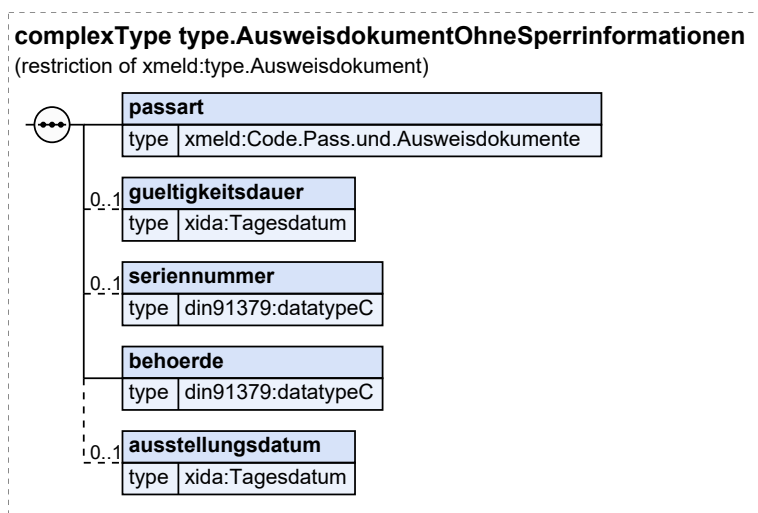 complexType type.AusweisdokumentOhneSperrinformationen
(restriction of xmeld:type.Ausweisdokument)
passart
type xmeld:Code.Pass.und.Ausweisdokumente
0..1 gueltigkeitsdauer
type xida:Tagesdatum
0..1 seriennummer
type din91379:datatypeC
behoerde
type din91379:datatypeC
0..1 ausstellungsdatum
type xida:Tagesdatum